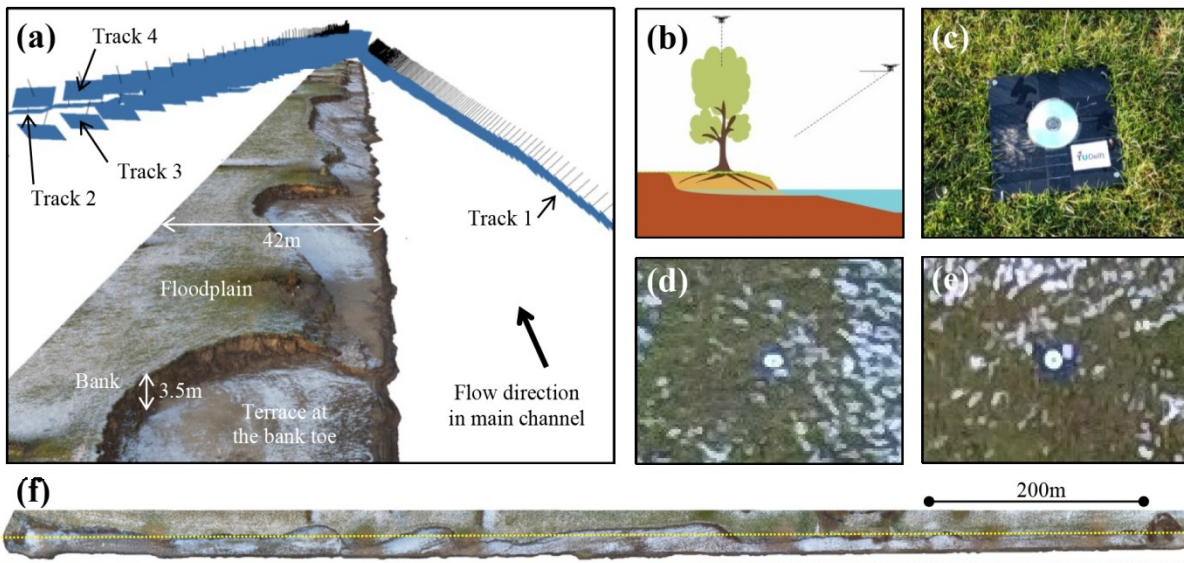 (a)
Track 4
Track 2
Track 3
Track 1
42m
Floodplain
Bank
3.5m
Terrace at
the bank toe
Flow direction
in main channel
(b)
(c)
TUDelft
(d)
(e)
(f)
200m